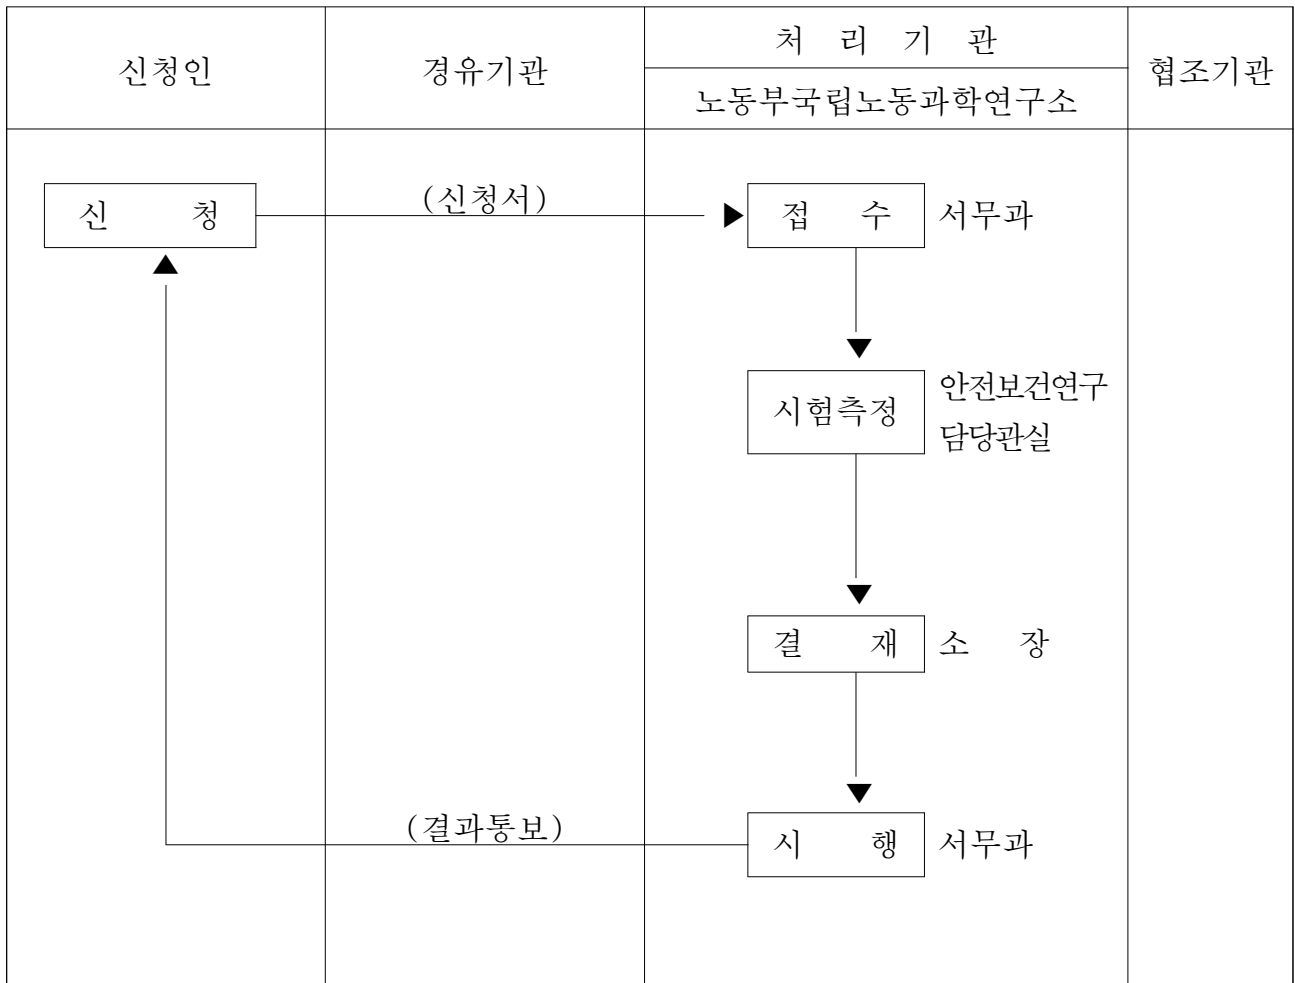 신청인
경유기관
처 리 기 관
노동부국립노동과학연구소
협조기관
신 청
(신청서)
접 수
서무과
시험측정
안전보건연구
담당관실
결 재
소 장
(결과통보)
시 행
서무과